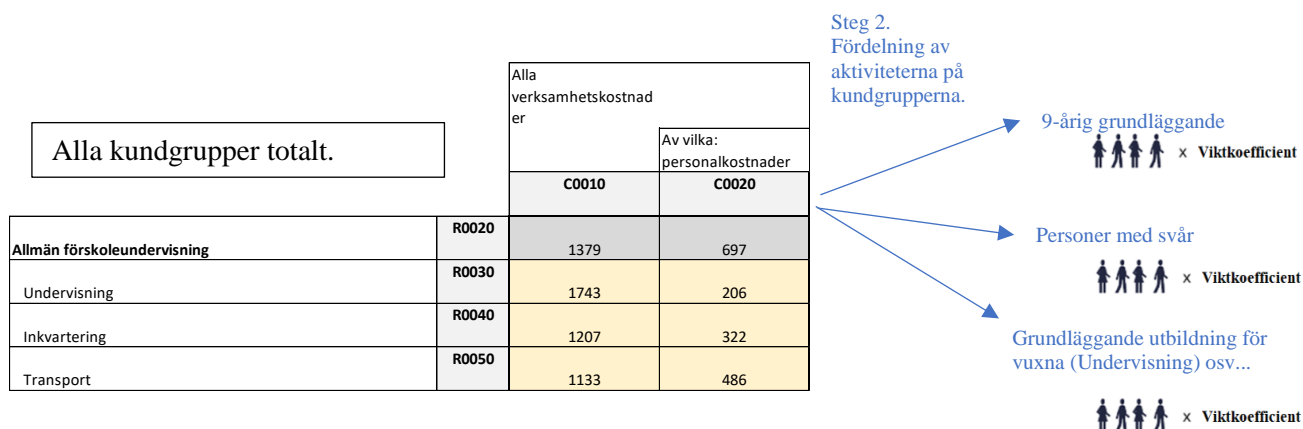 Steg 2.
Fördelning av
aktiviteterna på
kundgrupperna.
Alla
verksamhetskostnad
er
Alla kundgrupper totalt.
Av vilka:
personalkostnader
C0010 C0020
Allmän förskoleundervisning R0020 1379 697
Undervisning R0030 1743 206
Inkvartering R0040 1207 322
Transport R0050 1133 486
9-årig grundläggande
x Viktkoefficient
Personer med svår
x Viktkoefficient
Grundläggande utbildning för
vuxna (Undervisning) osv...
x Viktkoefficient